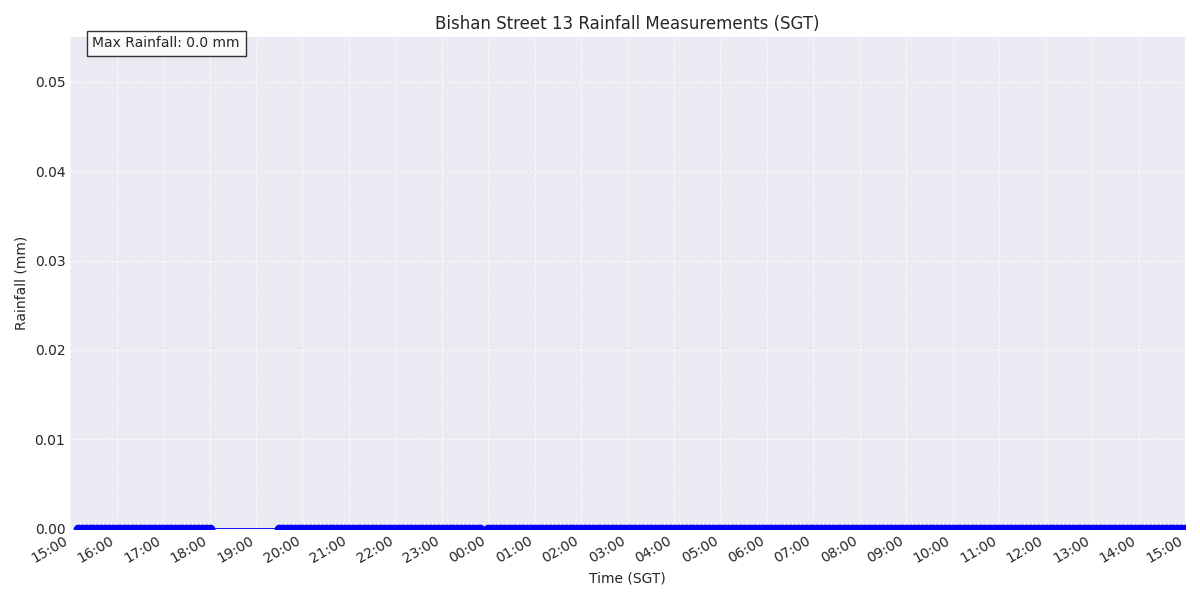 Bishan Street 13 Rainfall Measurements (SGT)
Max Rainfall: 0.0 mm
0.05
0.04
0.03
0.02
0.01
0.00
Rainfall (mm)
15:00 16:00 17:00 18:00 19:00 20:00 21:00 22:00 23:00 00:00 01:00 02:00 03:00 04:00 05:00 06:00 07:00 08:00 09:00 10:00 11:00 12:00 13:00 14:00 15:00
Time (SGT)